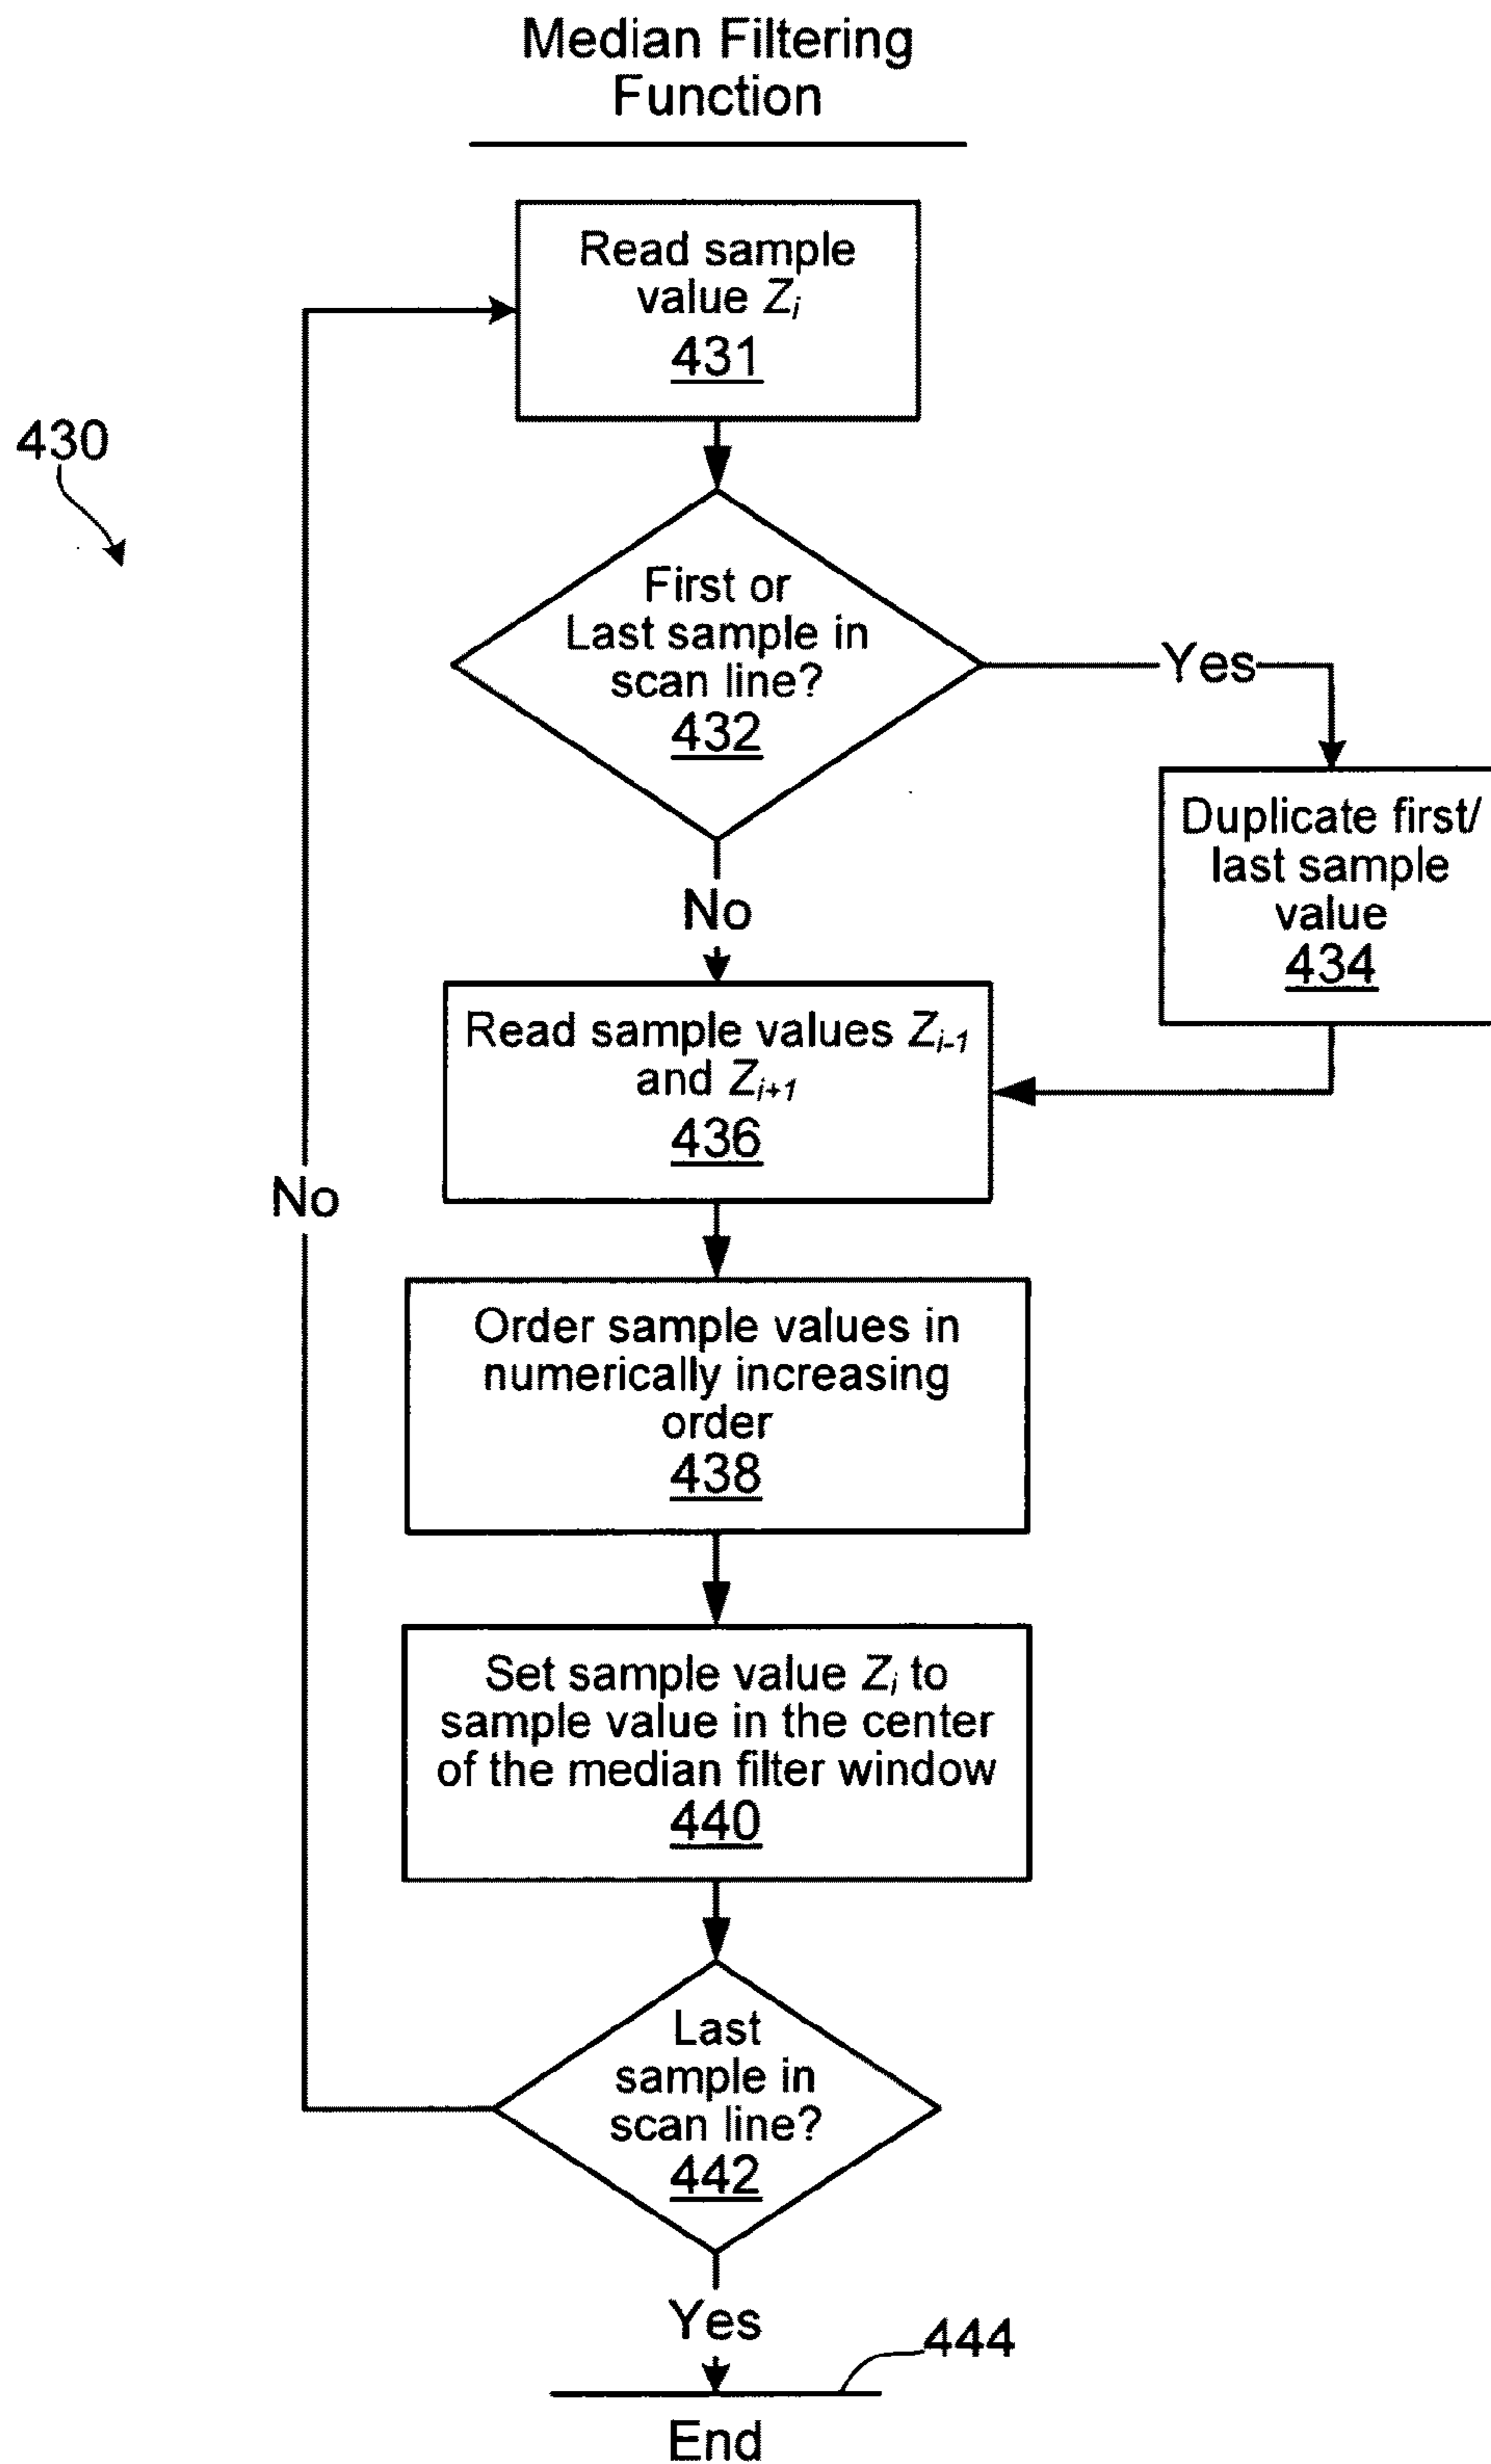 Median Filtering
Function
Read sample
value Zi
431
430
First or
Last sample in
scan line?
432
Yes
Duplicate first/
last sample
value
434
No
Read sample values Zi-1
and Zi+1
436
No
Order sample values in
numerically increasing
order
438
Set sample value Zi to
sample value in the center
of the median filter window
440
Last
sample in
scan line?
442
Yes
444
End